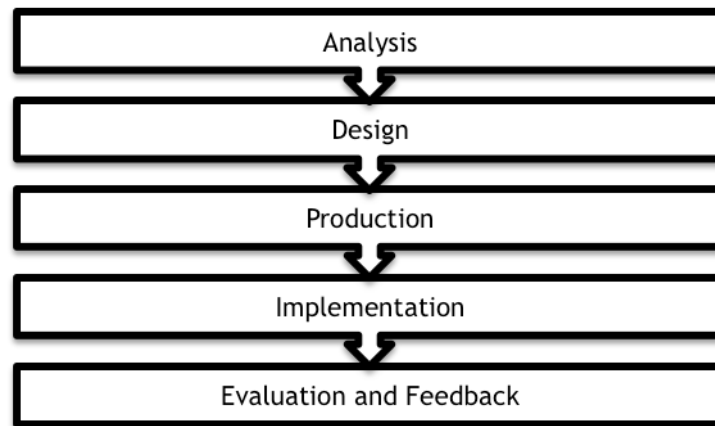 Analysis
Design
Production
Implementation
Evaluation and Feedback